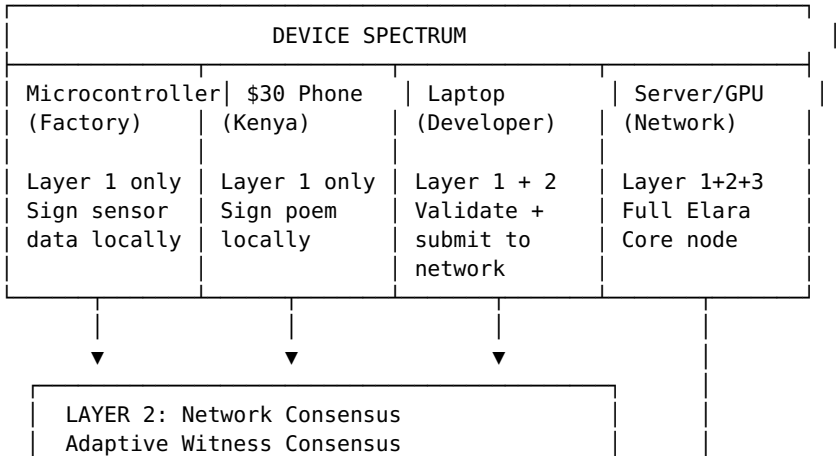 DEVICE SPECTRUM
Microcontroller $30 Phone Laptop Server/GPU
(Factory) (Kenya) (Developer) (Network)
Layer 1 only Layer 1 only Layer 1 + 2 Layer 1+2+3
Sign sensor Sign poem Validate + Full Elara
data locally locally submit to Core node
network
LAYER 2: Network Consensus
Adaptive Witness Consensus